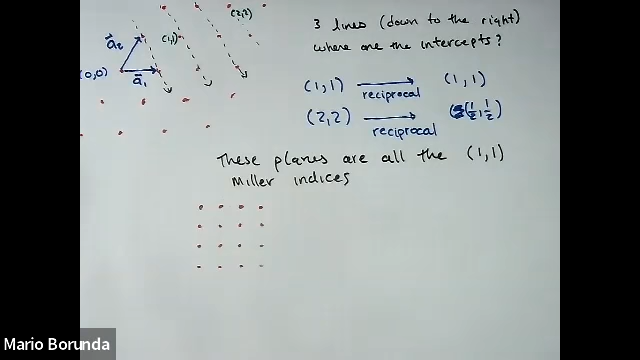 (2,2)
3 lines (down to the right)
where are the intercepts?
a₂
(1,1)
(0,0)
a₁
(1,1) reciprocal (1,1)
(2,2) reciprocal (½,½)
These planes are all the (1,1)
Miller indices
Mario Borunda